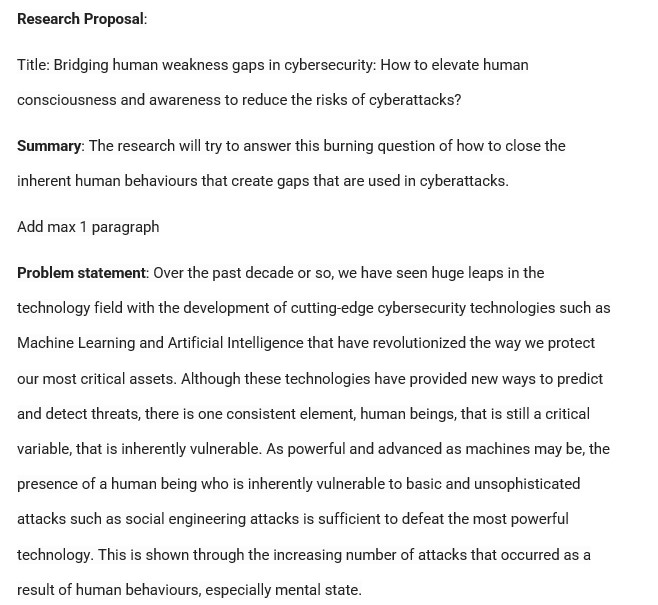 Research Proposal:
Title: Bridging human weakness gaps in cybersecurity: How to elevate human
consciousness and awareness to reduce the risks of cyberattacks?
Summary: The research will try to answer this burning question of how to close the
inherent human behaviours that create gaps that are used in cyberattacks.
Add max 1 paragraph
Problem statement: Over the past decade or so, we have seen huge leaps in the
technology field with the development of cutting-edge cybersecurity technologies such as
Machine Learning and Artificial Intelligence that have revolutionized the way we protect
our most critical assets. Although these technologies have provided new ways to predict
and detect threats, there is one consistent element, human beings, that is still a critical
variable, that is inherently vulnerable. As powerful and advanced as machines may be, the
presence of a human being who is inherently vulnerable to basic and unsophisticated
attacks such as social engineering attacks is sufficient to defeat the most powerful
technology. This is shown through the increasing number of attacks that occurred as a
result of human behaviours, especially mental state.